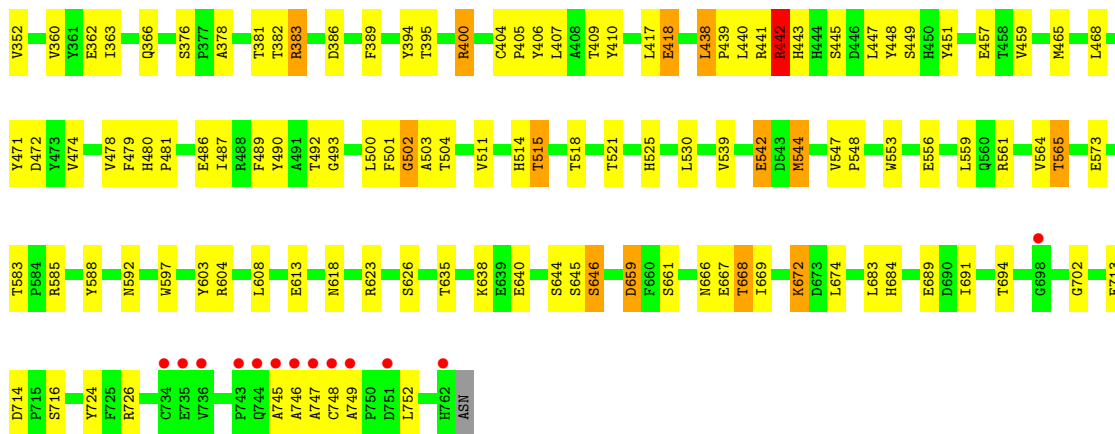 V352 V360 Y361 E362 I363 Q366 S376 P377 A378 T381 T382 R383 D386 F389 Y394 T395 R400 C404 P405 Y406 L407 A408 T409 Y410 L417 E418 L438 P439 L440 R441 R442 H443 H444 S445 D446 L447 Y448 S449 H450 Y451 E457 T458 V459 M465 L468
Y471 D472 Y473 V474 V478 F479 H480 P481 E486 I487 R488 F489 Y490 A491 T492 G493 L500 F501 G502 A503 T504 V511 H514 T515 T518 T521 H525 L530 V539 E542 D543 M544 V547 P548 W553 E556 L559 Q560 R561 V564 T565 E573
T583 P584 R585 Y588 N592 W597 Y603 R604 L608 E613 N618 R623 S626 T635 K638 E639 E640 S644 S645 S646 D659 F660 S661 N666 E667 T668 I669 K672 D673 L674 L683 H684 E689 D690 I691 T694 G698 G702
D714 P715 S716 Y724 F725 R726 C734 E735 V736 P743 Q744 A745 A746 A747 C748 A749 P750 D751 L752 H762 ASN